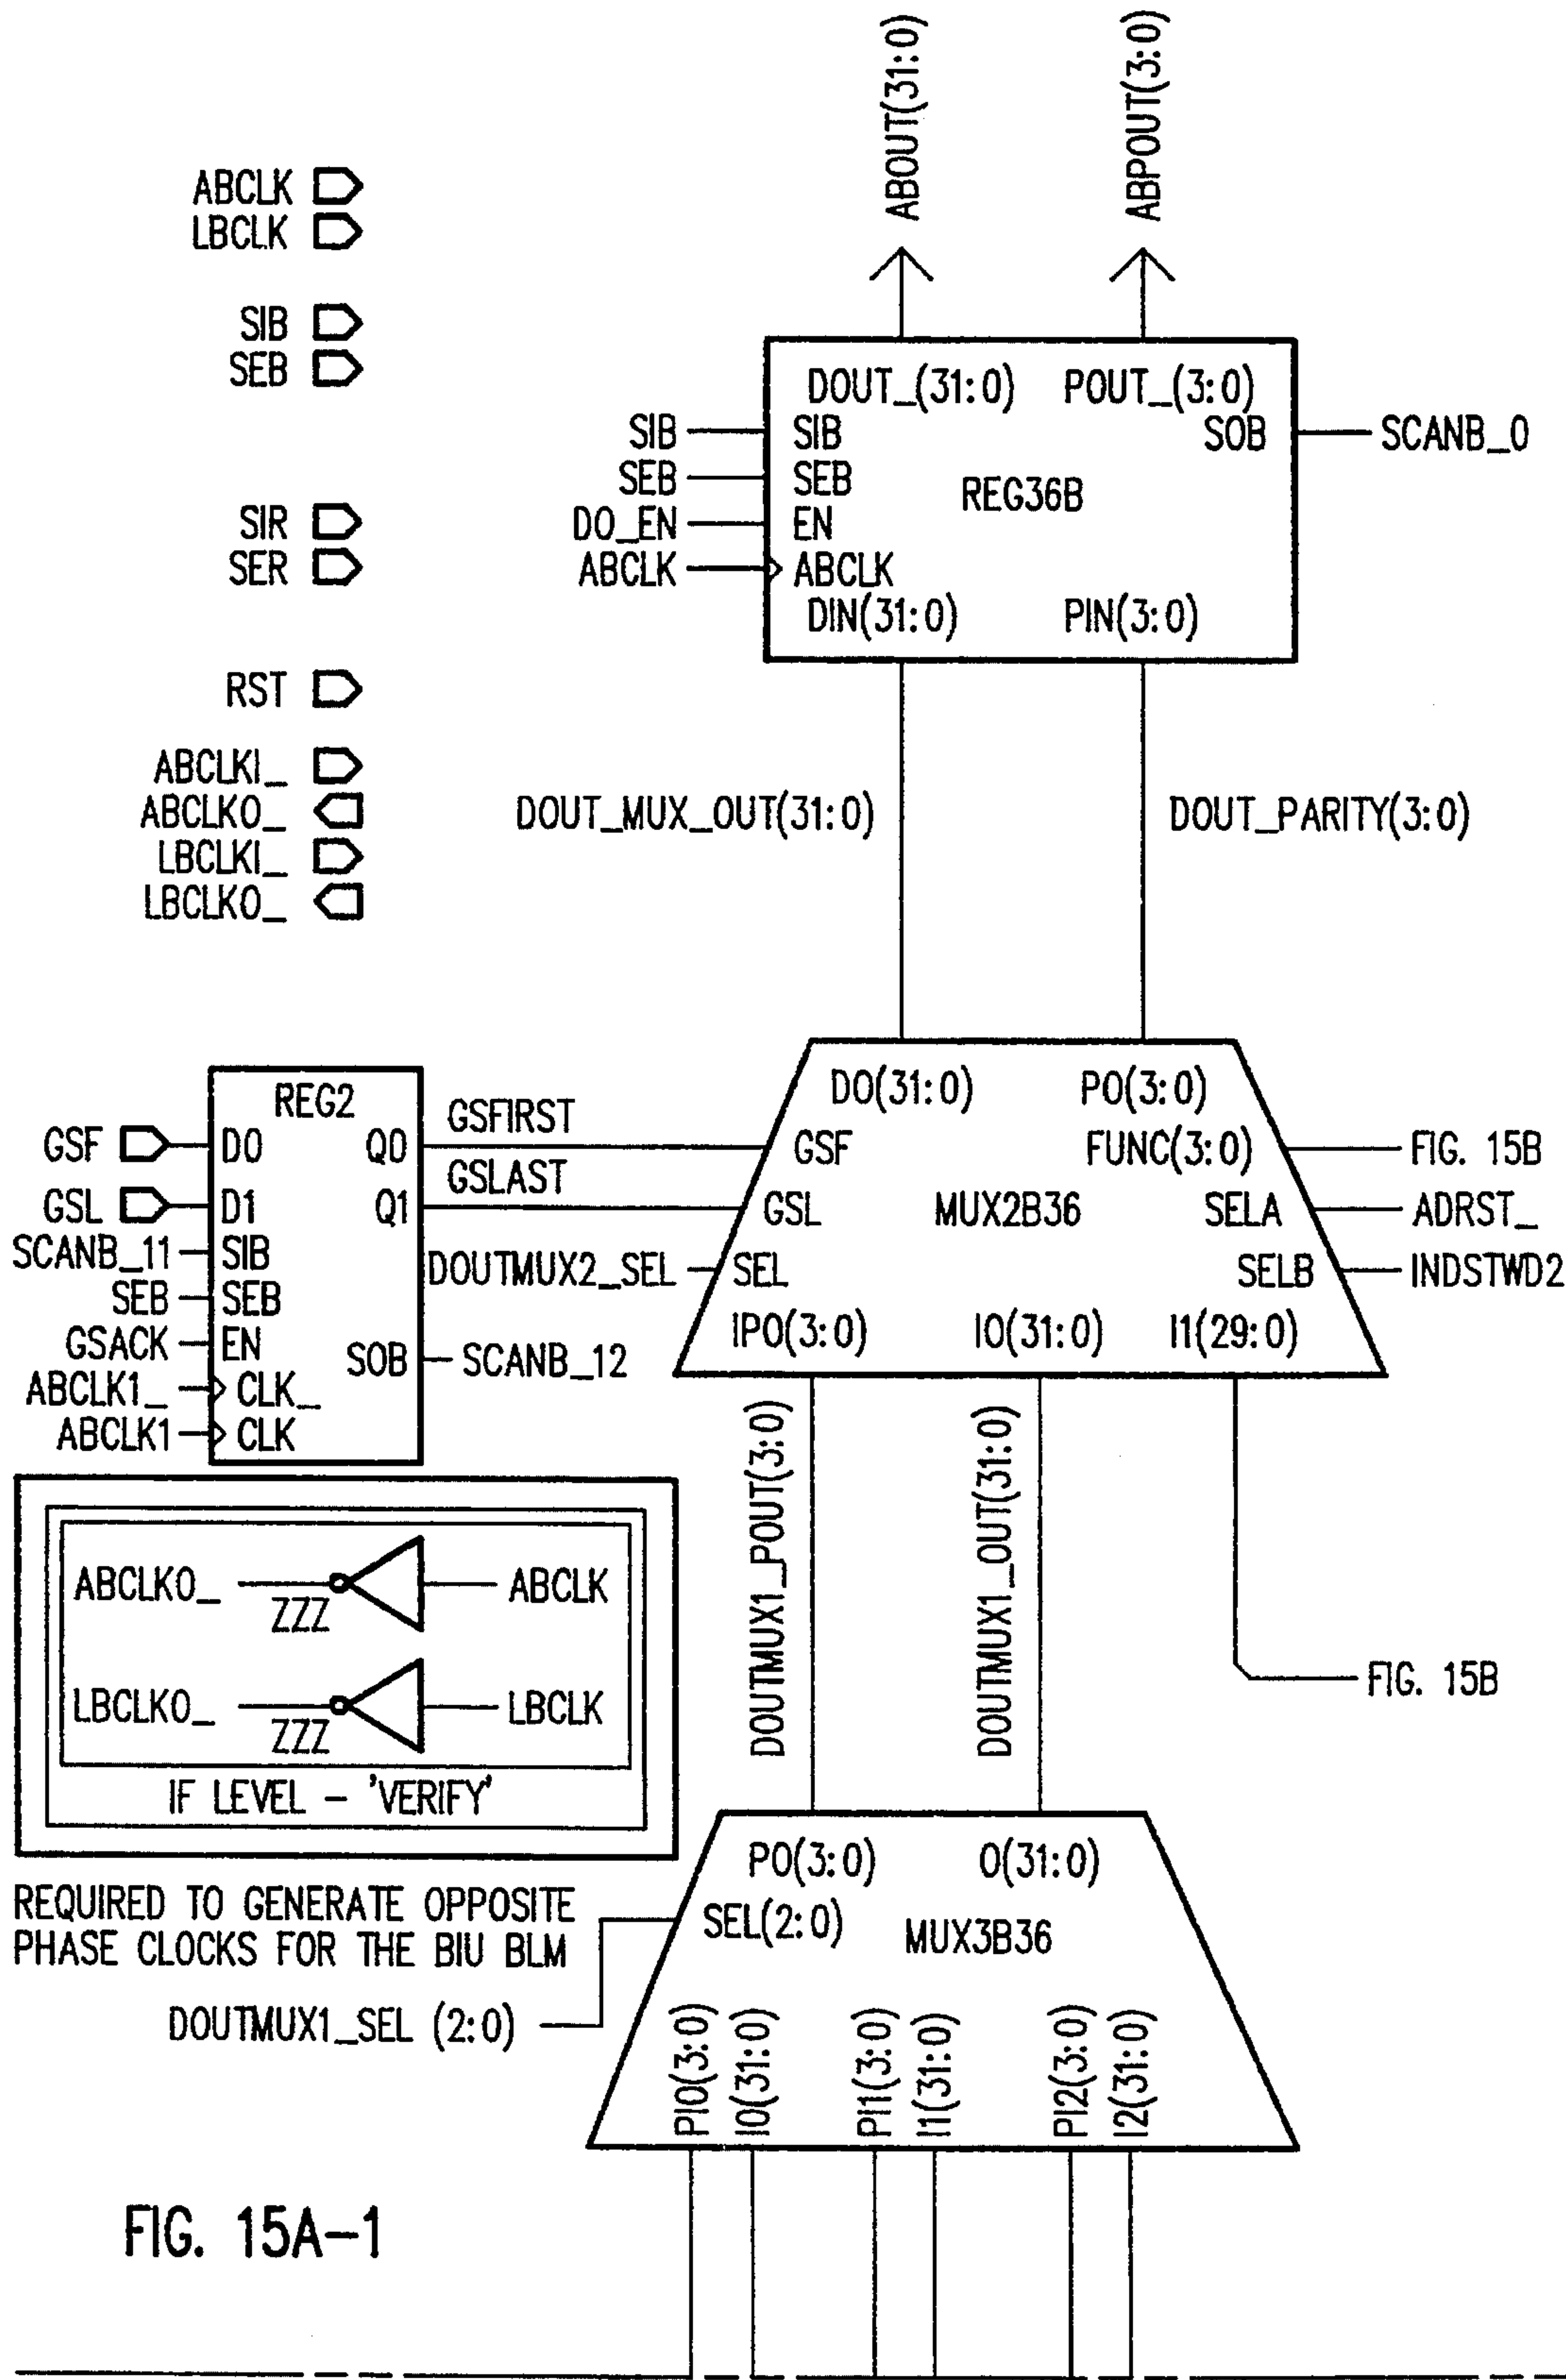 ABOUT(31:0)
ABPOUT(3:0)
ABCLK
LBCLK
SIB
SEB
SIR
SER
RST
ABCLKI_
ABCLKO_
LBCLKI_
LBCLKO_
DOUT_(31:0) POUT_(3:0)
SIB SIB SOB SCANB_0
SEB SEB REG36B
DO_EN EN
ABCLK ABCLK
DIN(31:0) PIN(3:0)
DOUT_MUX_OUT(31:0) DOUT_PARITY(3:0)
REG2
GSF D0 Q0 GSFIRST
GSL D1 Q1 GSLAST
SCANB_11 SIB
SEB SEB
GSACK EN SOB SCANB_12
ABCLK1_ CLK_
ABCLK1 CLK
DO(31:0) PO(3:0)
GSF FUNC(3:0) FIG. 15B
GSL MUX2B36 SELA ADRST_
DOUTMUX2_SEL SEL SELB INDSTWD2
IPO(3:0) IO(31:0) I1(29:0)
DOUTMUX1_POUT(3:0)
DOUTMUX1_OUT(31:0)
FIG. 15B
ABCLKO_ ZZZ ABCLK
LBCLKO_ ZZZ LBCLK
IF LEVEL - 'VERIFY'
REQUIRED TO GENERATE OPPOSITE
PHASE CLOCKS FOR THE BIU BLM
DOUTMUX1_SEL (2:0)
PO(3:0) O(31:0)
SEL(2:0) MUX3B36
PI0(3:0)
I0(31:0)
PI1(3:0)
I1(31:0)
PI2(3:0)
I2(31:0)
FIG. 15A-1